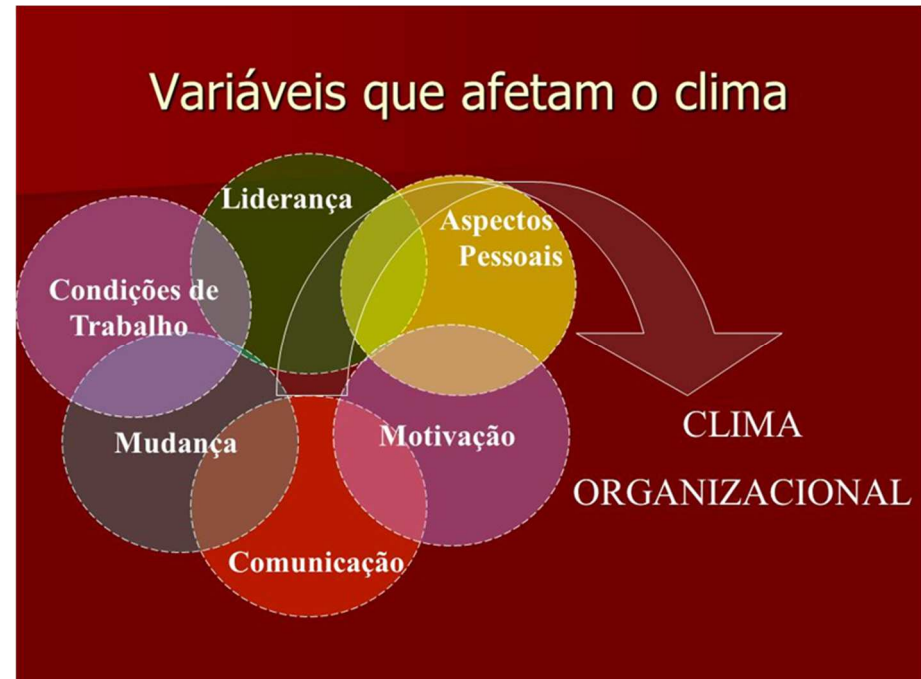 Variáveis que afetam o clima
Liderança
Aspectos
Pessoais
Condições de
Trabalho
Mudança
Motivação
Comunicação
CLIMA
ORGANIZACIONAL